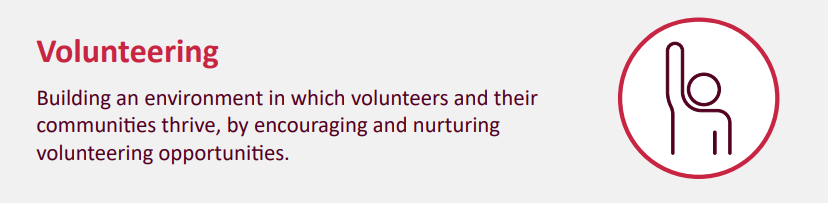 Volunteering
Building an environment in which volunteers and their
communities thrive, by encouraging and nurturing
volunteering opportunities.